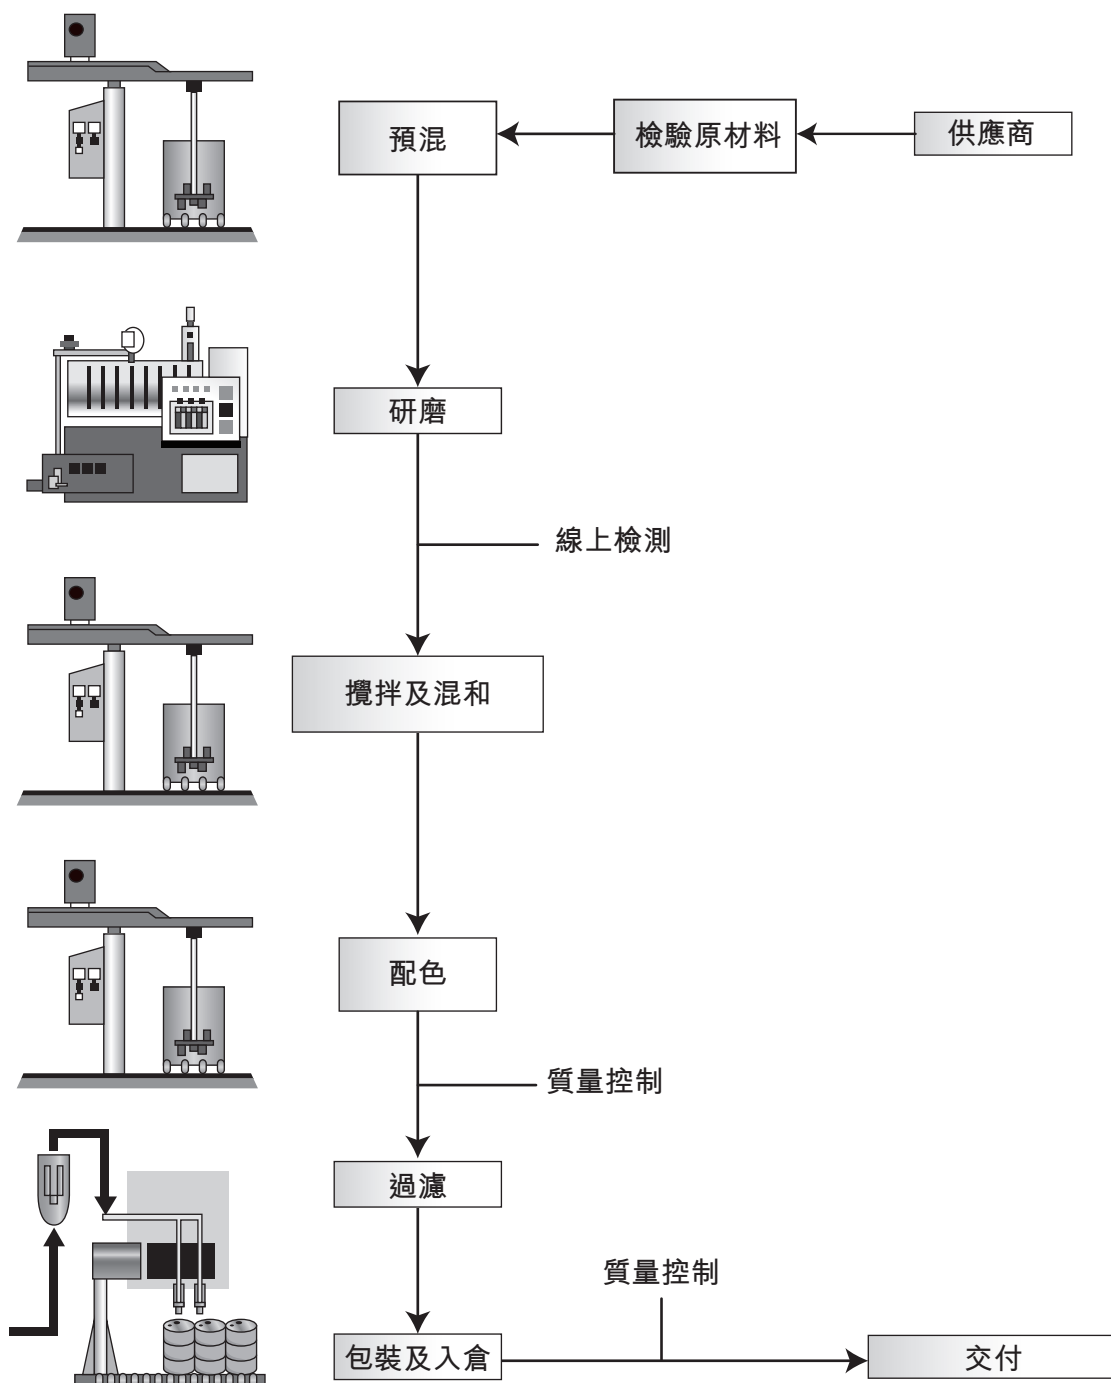 預混
檢驗原材料
供應商
研磨
線上檢測
攪拌及混和
配色
質量控制
過濾
質量控制
包裝及入倉
交付